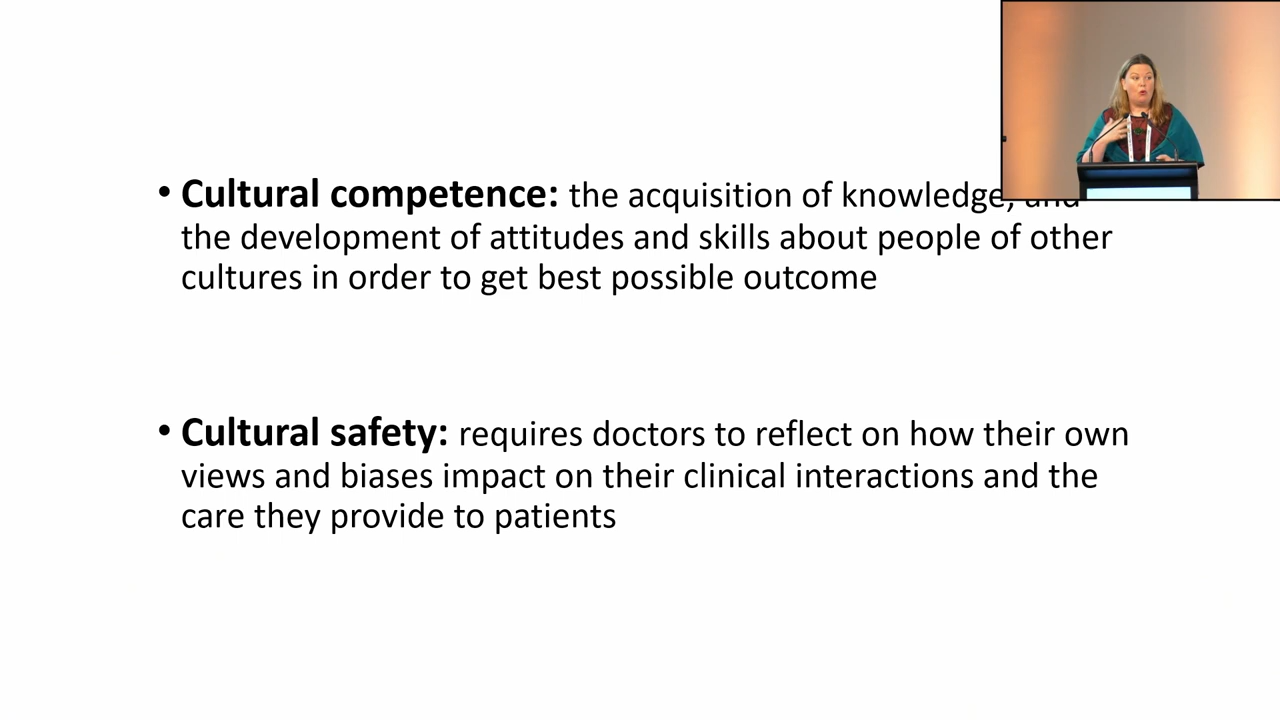 • Cultural competence: the acquisition of knowledge, and
the development of attitudes and skills about people of other
cultures in order to get best possible outcome
• Cultural safety: requires doctors to reflect on how their own
views and biases impact on their clinical interactions and the
care they provide to patients